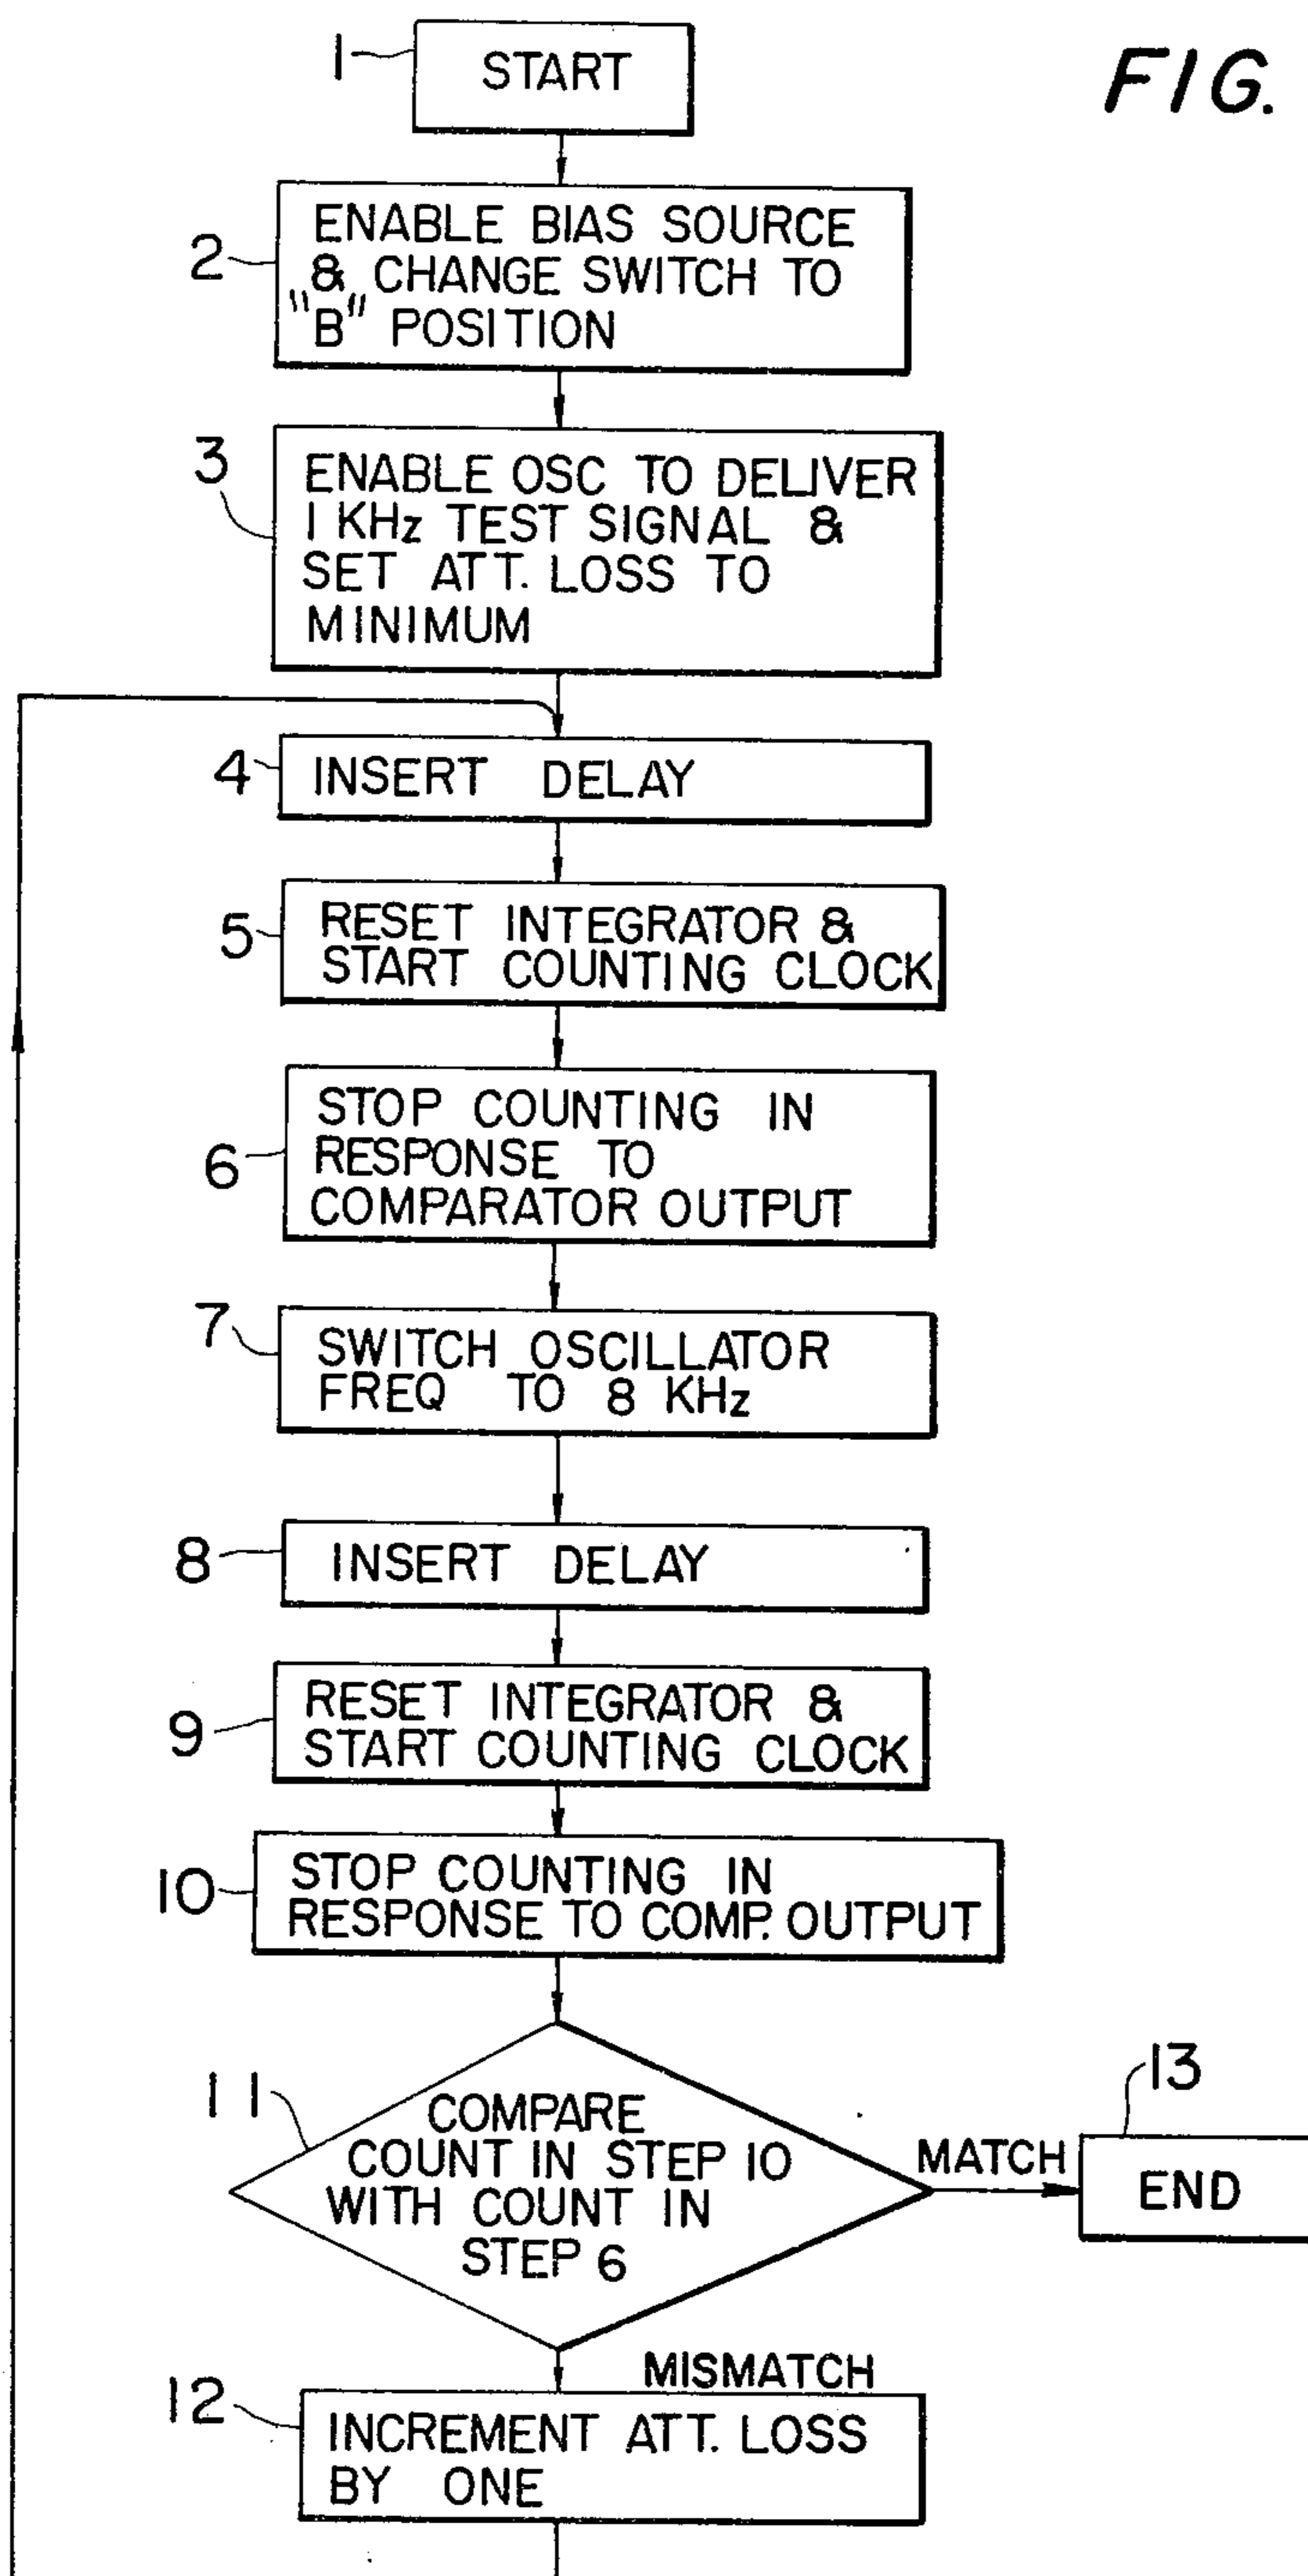 FIG.
1
START
2
ENABLE BIAS SOURCE
& CHANGE SWITCH TO
"B" POSITION
3
ENABLE OSC TO DELIVER
1 KHz TEST SIGNAL &
SET ATT. LOSS TO
MINIMUM
4
INSERT DELAY
5
RESET INTEGRATOR &
START COUNTING CLOCK
6
STOP COUNTING IN
RESPONSE TO
COMPARATOR OUTPUT
7
SWITCH OSCILLATOR
FREQ TO 8 KHz
8
INSERT DELAY
9
RESET INTEGRATOR &
START COUNTING CLOCK
10
STOP COUNTING IN
RESPONSE TO COMP. OUTPUT
11
COMPARE
COUNT IN STEP 10
WITH COUNT IN
STEP 6
MATCH
13
END
MISMATCH
12
INCREMENT ATT. LOSS
BY ONE